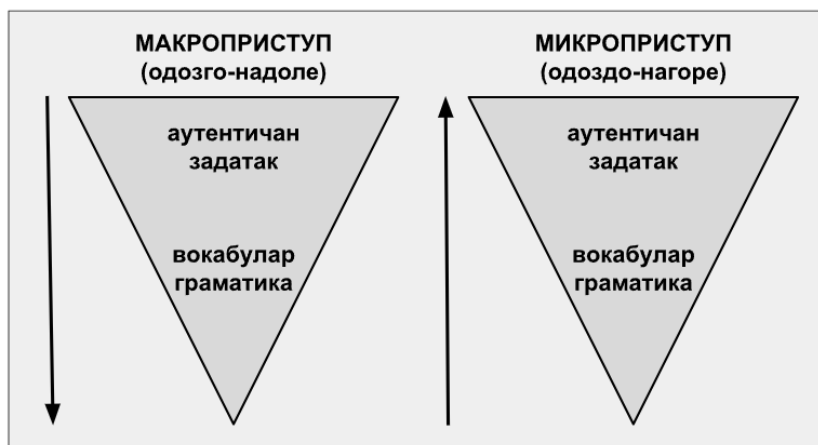 МАКРОПРИСТУП
(одозго-надоле)
аутентичан
задатак
вокабулар
граматика
МИКРОПРИСТУП
(одоздо-нагоре)
аутентичан
задатак
вокабулар
граматика